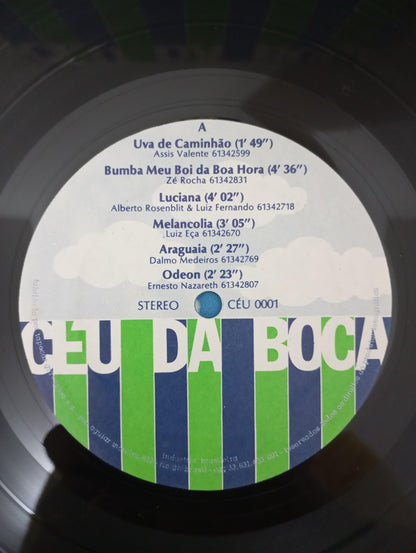 A
Uva de Caminhão (1' 49")
Assis Valente 61342599
Bumba Meu Boi da Boa Hora (4' 36")
Zé Rocha 61342831
Luciana (4' 02")
Alberto Rosenblit & Luiz Fernando 61342718
Melancolia (3' 05")
Luiz Eça 61342670
Araguaia (2' 27")
Dalmo Medeiros 61342769
Odeon (2' 23")
Ernesto Nazareth 61342807
STEREO CÉU 0001
CÉU DA BOCA
indústria brasileira